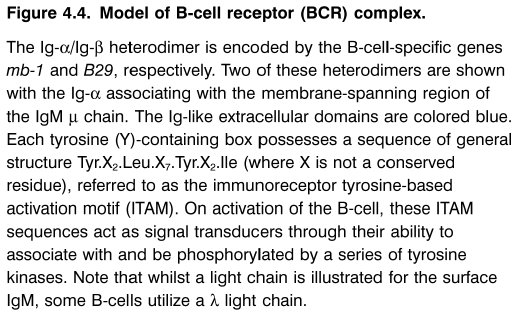 Figure 4.4. Model of B-cell receptor (BCR) complex.
The Ig-α/Ig-β heterodimer is encoded by the B-cell-specific genes
mb-1 and B29, respectively. Two of these heterodimers are shown
with the Ig-α associating with the membrane-spanning region of
the IgM μ chain. The Ig-like extracellular domains are colored blue.
Each tyrosine (Y)-containing box possesses a sequence of general
structure Tyr.X₂.Leu.X₇.Tyr.X₂.Ile (where X is not a conserved
residue), referred to as the immunoreceptor tyrosine-based
activation motif (ITAM). On activation of the B-cell, these ITAM
sequences act as signal transducers through their ability to
associate with and be phosphorylated by a series of tyrosine
kinases. Note that whilst a light chain is illustrated for the surface
IgM, some B-cells utilize a λ light chain.